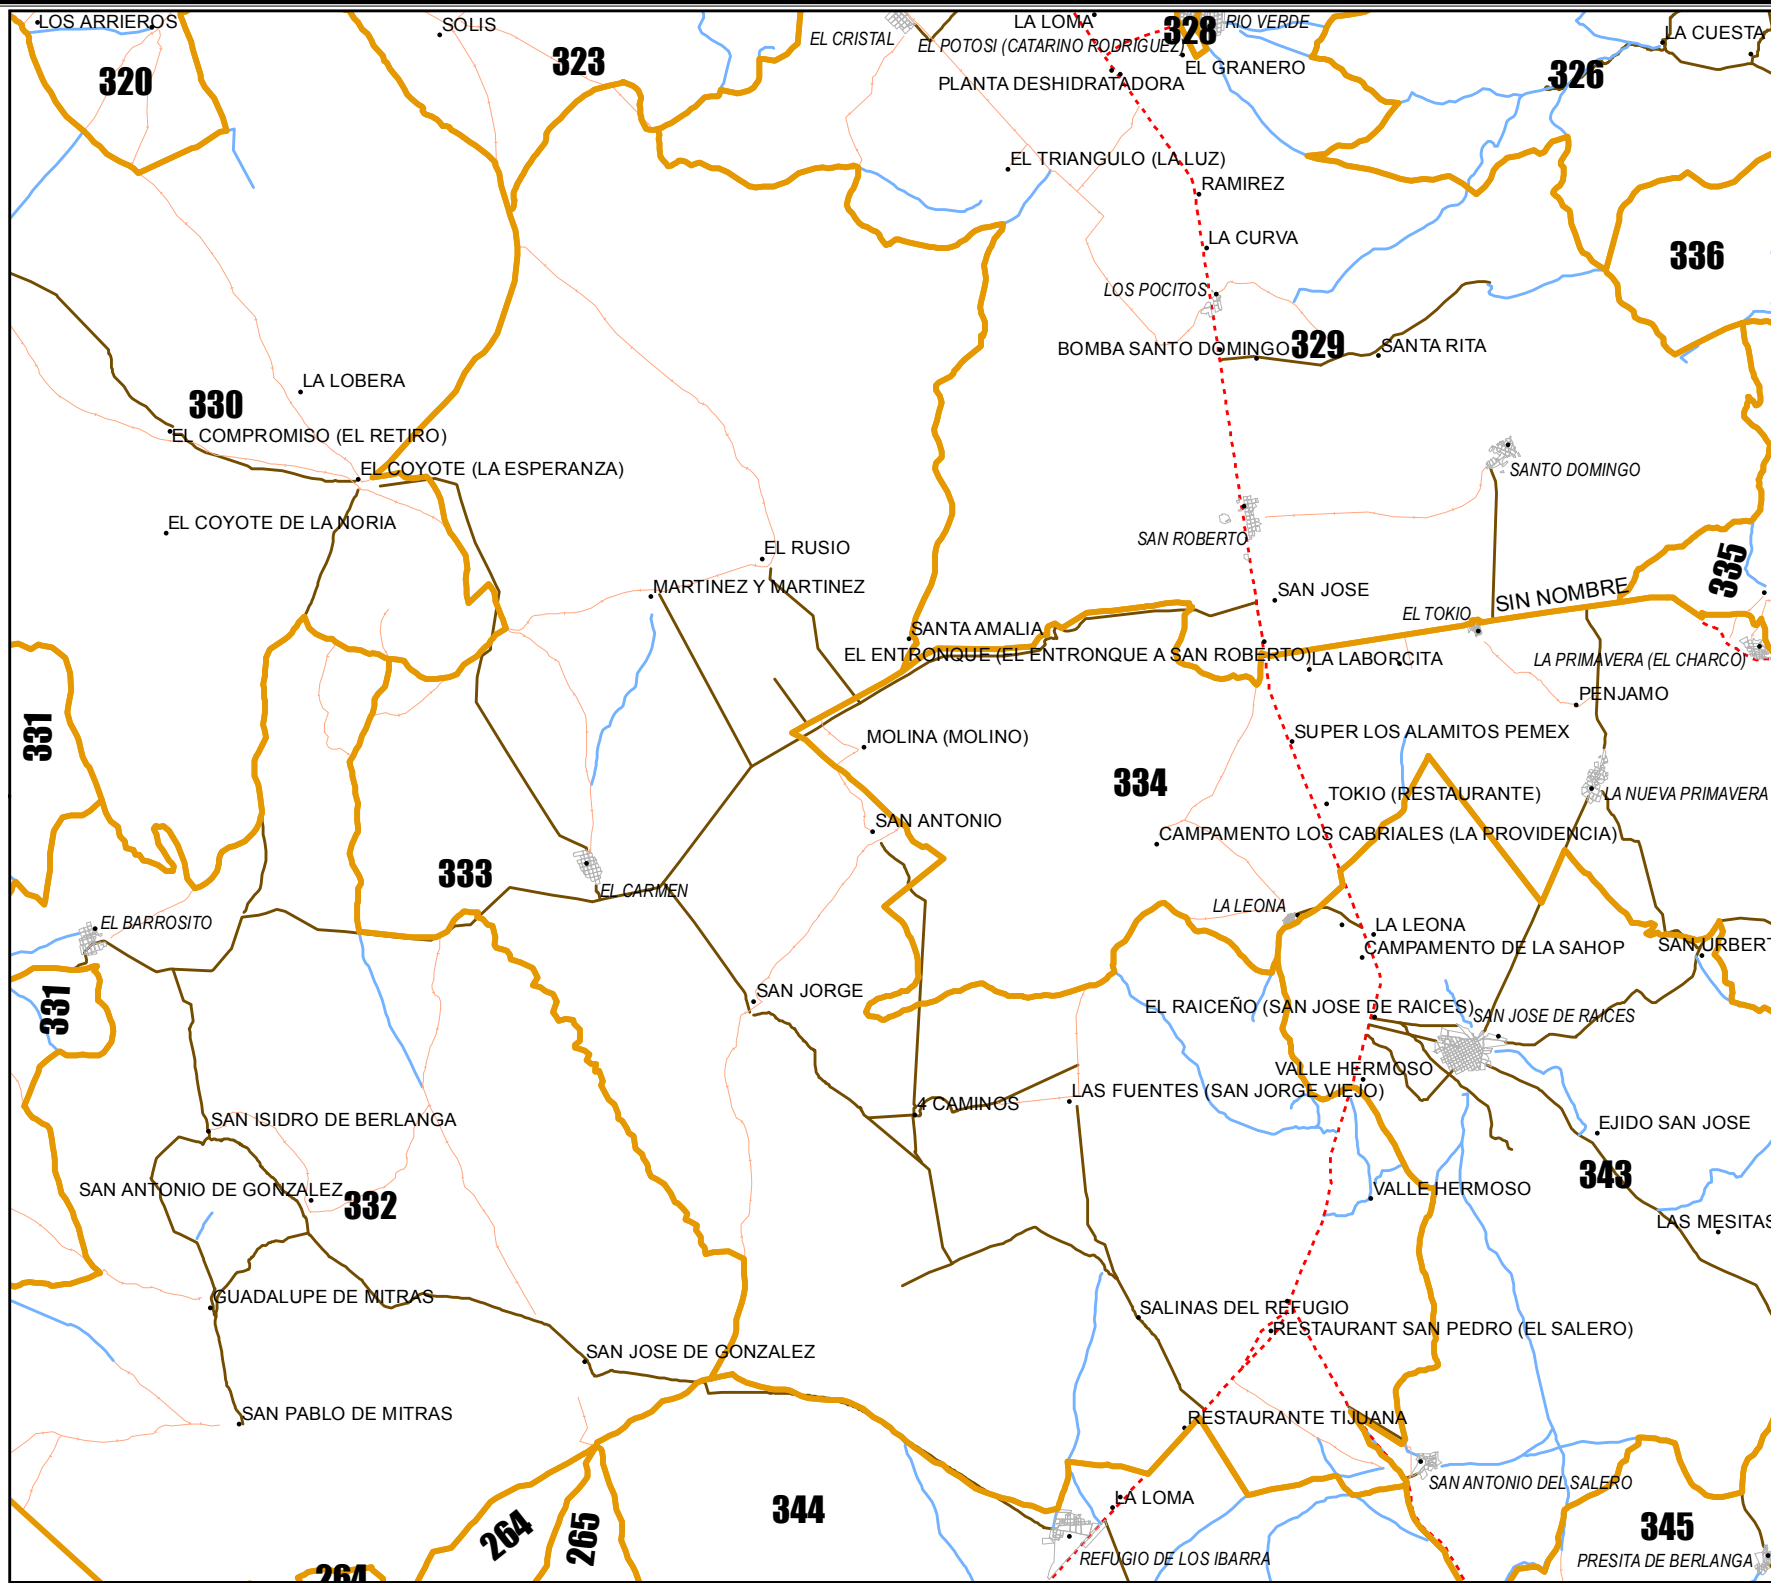 LOS ARRIEROS
SOLIS
LA LOMA
328
RIO VERDE
LA CUESTA
EL CRISTAL
EL POTOSI (CATARINO RODRIGUEZ)
320
323
EL GRANERO
326
PLANTA DESHIDRATADORA
EL TRIANGULO (LA LUZ)
RAMIREZ
LA CURVA
336
LOS POCITOS
BOMBA SANTO DOMINGO
329
SANTA RITA
LA LOBERA
330
EL COMPROMISO (EL RETIRO)
EL COYOTE (LA ESPERANZA)
SANTO DOMINGO
EL COYOTE DE LA NORIA
SAN ROBERTO
EL RUSIO
335
MARTINEZ Y MARTINEZ
SAN JOSE
SIN NOMBRE
EL TOKIO
SANTA AMALIA
EL ENTRONQUE (EL ENTRONQUE A SAN ROBERTO)
LA LABORCITA
LA PRIMAVERA (EL CHARCO)
PENJAMO
331
MOLINA (MOLINO)
SUPER LOS ALAMITOS PEMEX
334
TOKIO (RESTAURANTE)
LA NUEVA PRIMAVERA
SAN ANTONIO
CAMPAMENTO LOS CABRIALES (LA PROVIDENCIA)
333
EL CARMEN
LA LEONA
EL BARROSITO
LA LEONA
CAMPAMENTO DE LA SAHOP
SAN URBERT
331
SAN JORGE
EL RAICEÑO (SAN JOSE DE RAICES)
SAN JOSE DE RAICES
VALLE HERMOSO
LAS FUENTES (SAN JORGE VIEJO)
4 CAMINOS
SAN ISIDRO DE BERLANGA
EJIDO SAN JOSE
343
SAN ANTONIO DE GONZALEZ
332
VALLE HERMOSO
LAS MESITAS
GUADALUPE DE MITRAS
SALINAS DEL REFUGIO
RESTAURANT SAN PEDRO (EL SALERO)
SAN JOSE DE GONZALEZ
SAN PABLO DE MITRAS
RESTAURANTE TIJUANA
SAN ANTONIO DEL SALERO
LA LOMA
344
264
265
345
REFUGIO DE LOS IBARRA
PRESITA DE BERLANGA
264